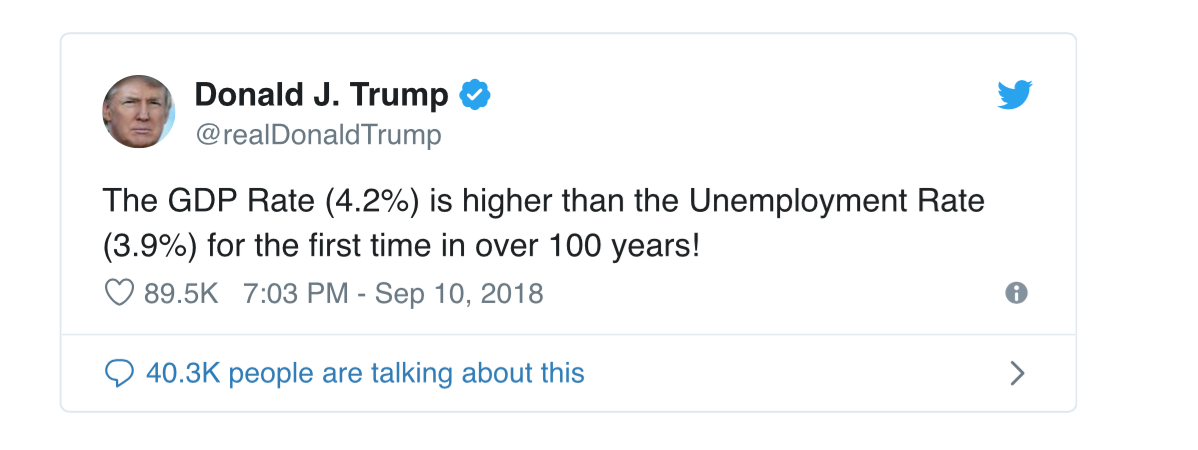 Donald J. Trump
@realDonaldTrump
The GDP Rate (4.2%) is higher than the Unemployment Rate
(3.9%) for the first time in over 100 years!
89.5K 7:03 PM - Sep 10, 2018
40.3K people are talking about this